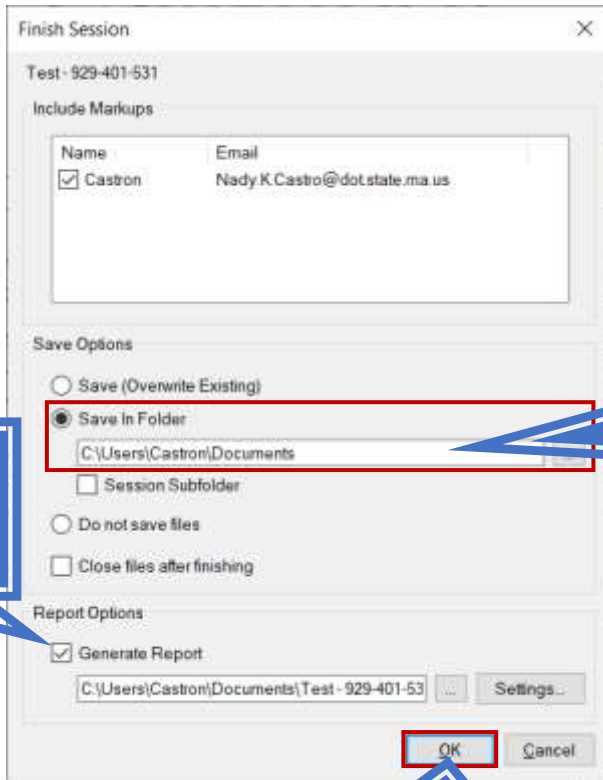 Finish Session
Test - 929-401-531
Include Markups
Name Email
Castron Nady.K.Castro@dot.state.ma.us
Save Options
Save (Overwrite Existing)
Save In Folder
C:\Users\Castron\Documents
Session Subfolder
Do not save files
Close files after finishing
Report Options
Generate Report
C:\Users\Castron\Documents\Test - 929-401-53 ... Settings...
OK Cancel